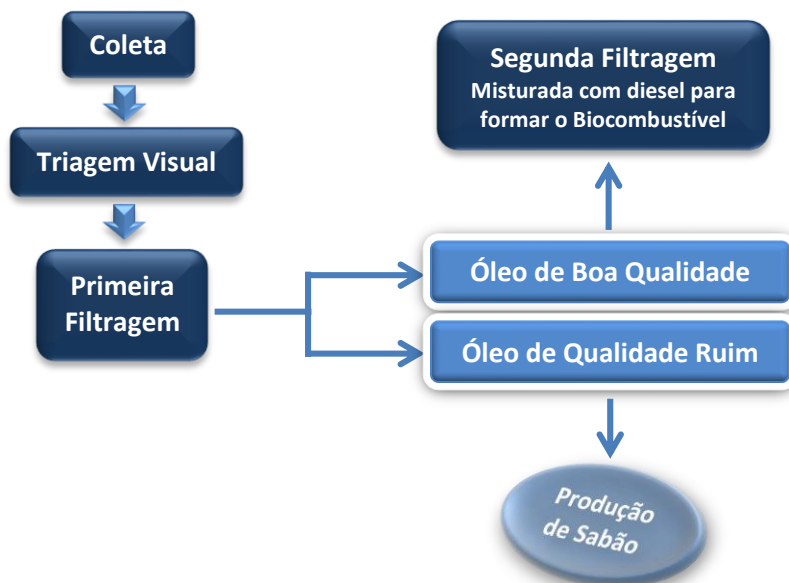 Coleta
Triagem Visual
Primeira
Filtragem
Segunda Filtragem
Misturada com diesel para
formar o Biocombustível
Óleo de Boa Qualidade
Óleo de Qualidade Ruim
Produção
de Sabão